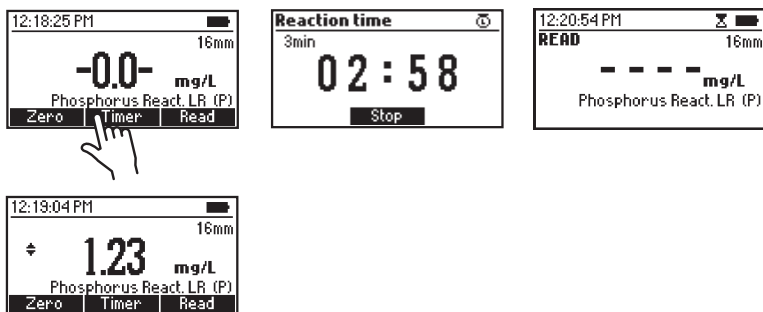 12:18:25 PM
16mm
-0.0- mg/L
Phosphorus React. LR (P)
Zero Timer Read
Reaction time
3min
02:58
Stop
12:20:54 PM
READ 16mm
- - - - mg/L
Phosphorus React. LR (P)
12:19:04 PM
16mm
1.23 mg/L
Phosphorus React. LR (P)
Zero Timer Read